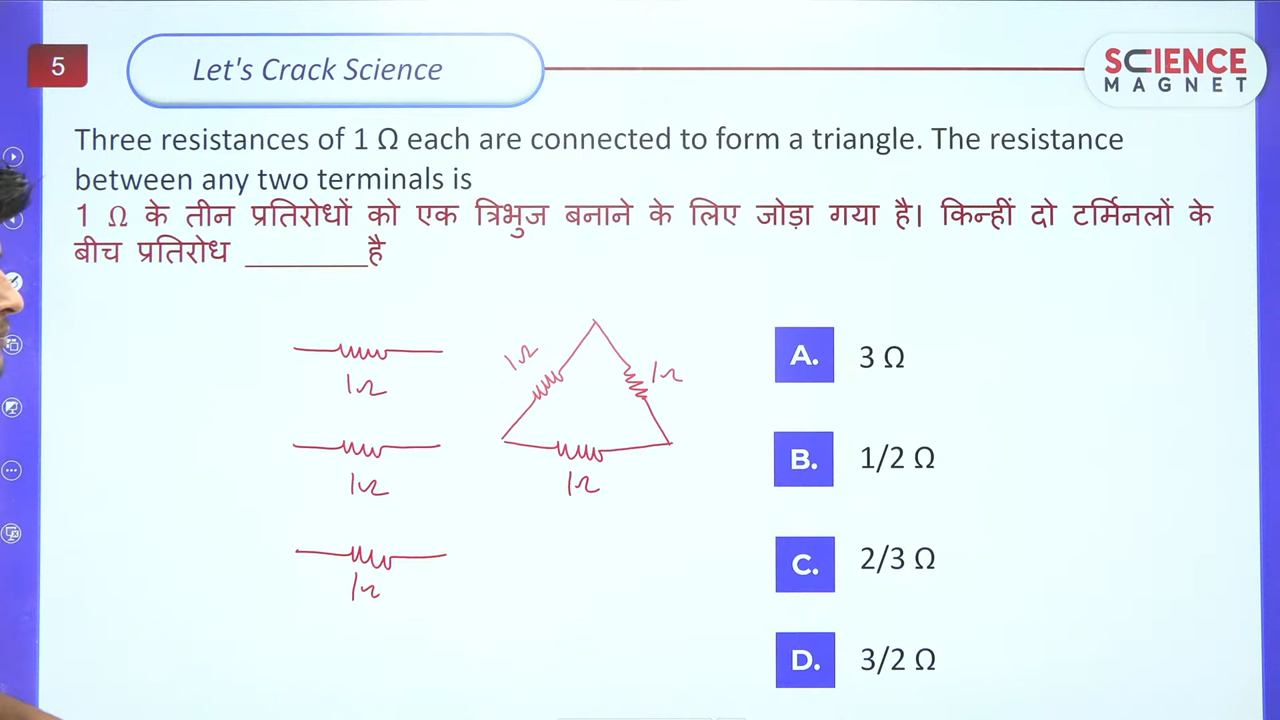 5
Let's Crack Science
SCIENCE
MAGNET
Three resistances of 1 Ω each are connected to form a triangle. The resistance
between any two terminals is
1 Ω के तीन प्रतिरोधों को एक त्रिभुज बनाने के लिए जोड़ा गया है। किन्हीं दो टर्मिनलों के
बीच प्रतिरोध ________है
1Ω
1Ω
1Ω
1Ω
1Ω
1Ω
A. 3 Ω
B. 1/2 Ω
C. 2/3 Ω
D. 3/2 Ω